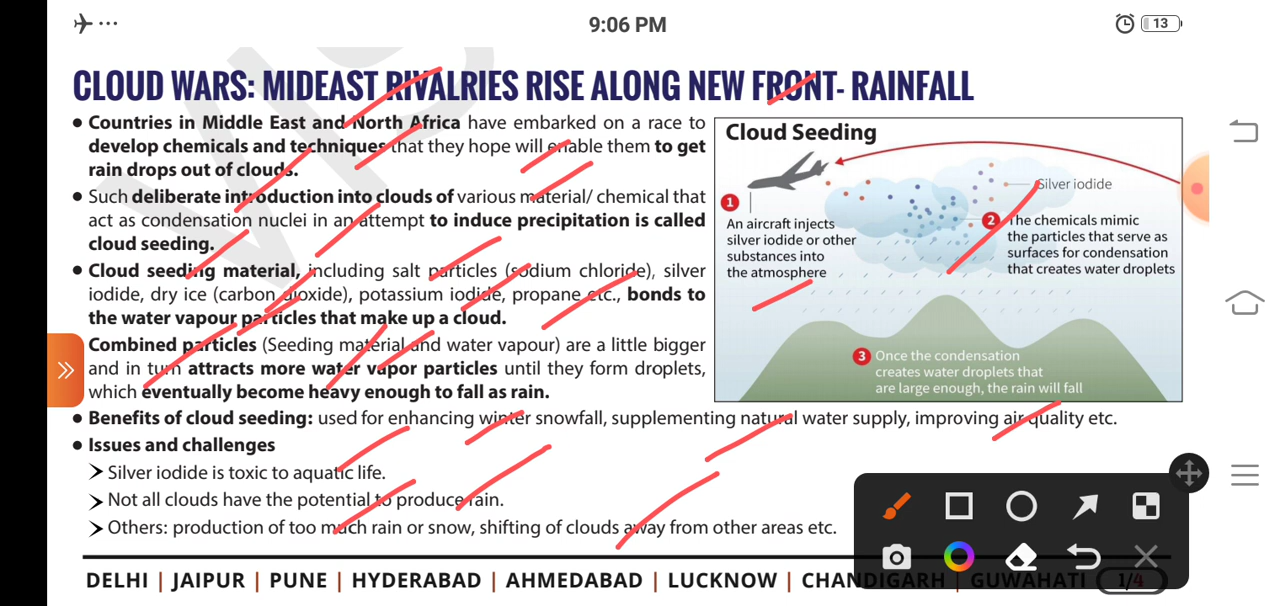 9:06 PM
13
CLOUD WARS: MIDEAST RIVALRIES RISE ALONG NEW FRONT- RAINFALL
• Countries in Middle East and North Africa have embarked on a race to
develop chemicals and techniques that they hope will enable them to get
rain drops out of clouds.
• Such deliberate introduction into clouds of various material/ chemical that
act as condensation nuclei in an attempt to induce precipitation is called
cloud seeding.
• Cloud seeding material, including salt particles (sodium chloride), silver
iodide, dry ice (carbon dioxide), potassium iodide, propane etc., bonds to
the water vapour particles that make up a cloud.
Combined particles (Seeding material and water vapour) are a little bigger
and in turn attracts more water vapor particles until they form droplets,
which eventually become heavy enough to fall as rain.
Cloud Seeding
Silver iodide
1
An aircraft injects
silver iodide or other
substances into
the atmosphere
2 The chemicals mimic
the particles that serve as
surfaces for condensation
that creates water droplets
3 Once the condensation
creates water droplets that
are large enough, the rain will fall
• Benefits of cloud seeding: used for enhancing winter snowfall, supplementing natural water supply, improving air quality etc.
• Issues and challenges
➤ Silver iodide is toxic to aquatic life.
➤ Not all clouds have the potential to produce rain.
➤ Others: production of too much rain or snow, shifting of clouds away from other areas etc.
DELHI | JAIPUR | PUNE | HYDERABAD | AHMEDABAD | LUCKNOW | CHANDIGARH | GUWAHATI
1/4